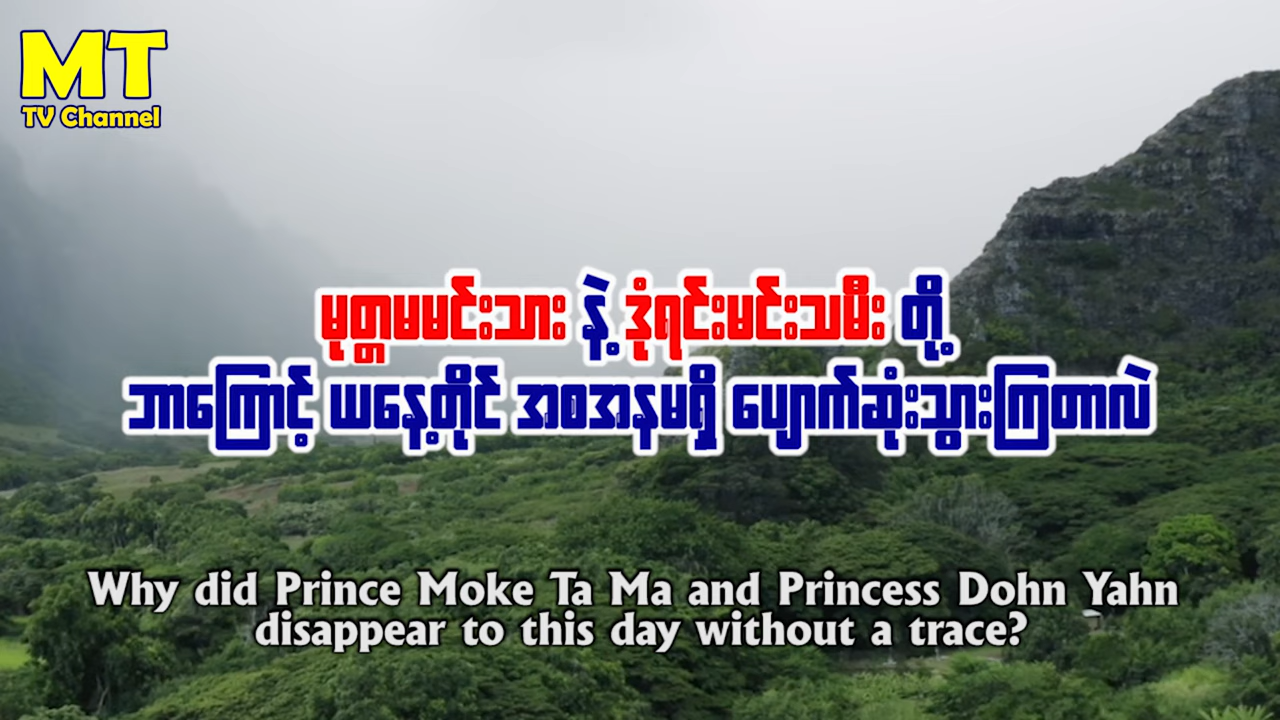 MT
TV Channel
မုတ္တမမင်းသား နဲ့ ဒုံရင်းမင်းသမီး တို့
ဘာကြောင့် ယနေ့တိုင် အစအနမရှိ ပျောက်ဆုံးသွားကြတာလဲ
Why did Prince Moke Ta Ma and Princess Dohn Yahn
disappear to this day without a trace?